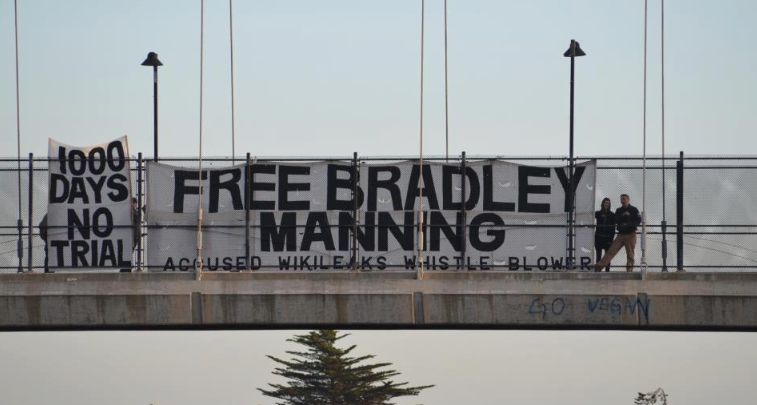 1000
DAYS
NO
TRIAL
FREE BRADLEY
MANNING
ACCUSED WIKILEAKS WHISTLE BLOWER
GO VEGAN